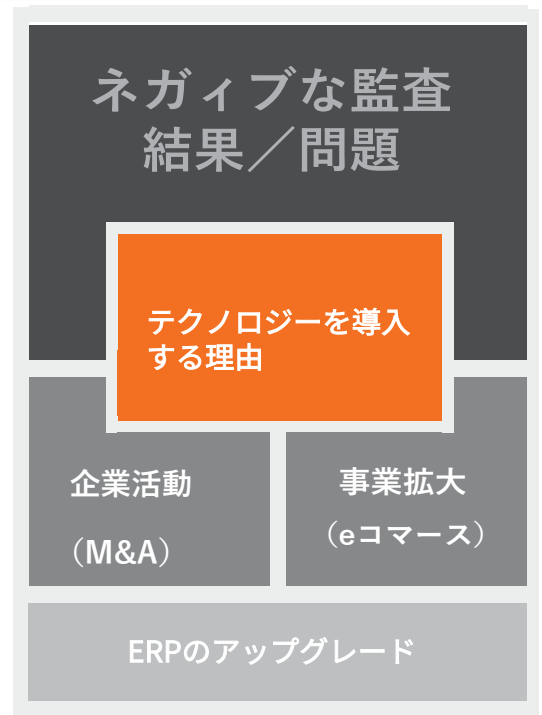 ネガィブな監査
結果／問題
テクノロジーを導入
する理由
企業活動
（M&A）
事業拡大
（eコマース）
ERPのアップグレード